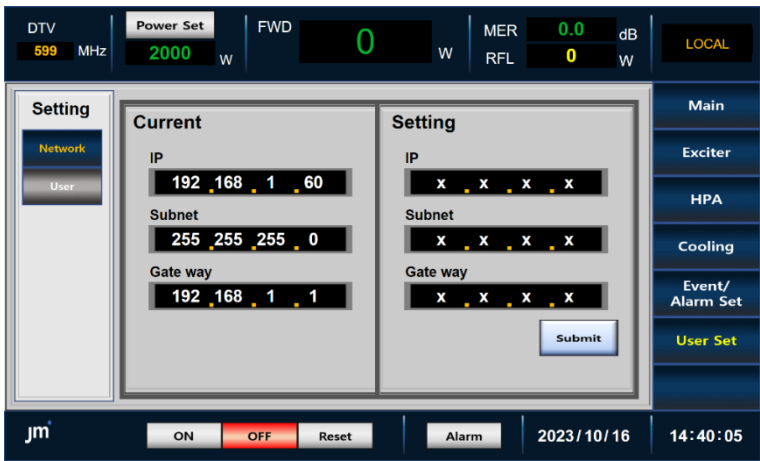 DTV
599 MHz
Power Set
2000 W
FWD
0 W
MER 0.0 dB
RFL 0 W
LOCAL
Setting
Network
User
Current
IP
192 . 168 . 1 . 60
Subnet
255 . 255 . 255 . 0
Gate way
192 . 168 . 1 . 1
Setting
IP
x . x . x . x
Subnet
x . x . x . x
Gate way
x . x . x . x
Submit
Main
Exciter
HPA
Cooling
Event/
Alarm Set
User Set
jm
ON OFF Reset
Alarm
2023/10/16
14:40:05